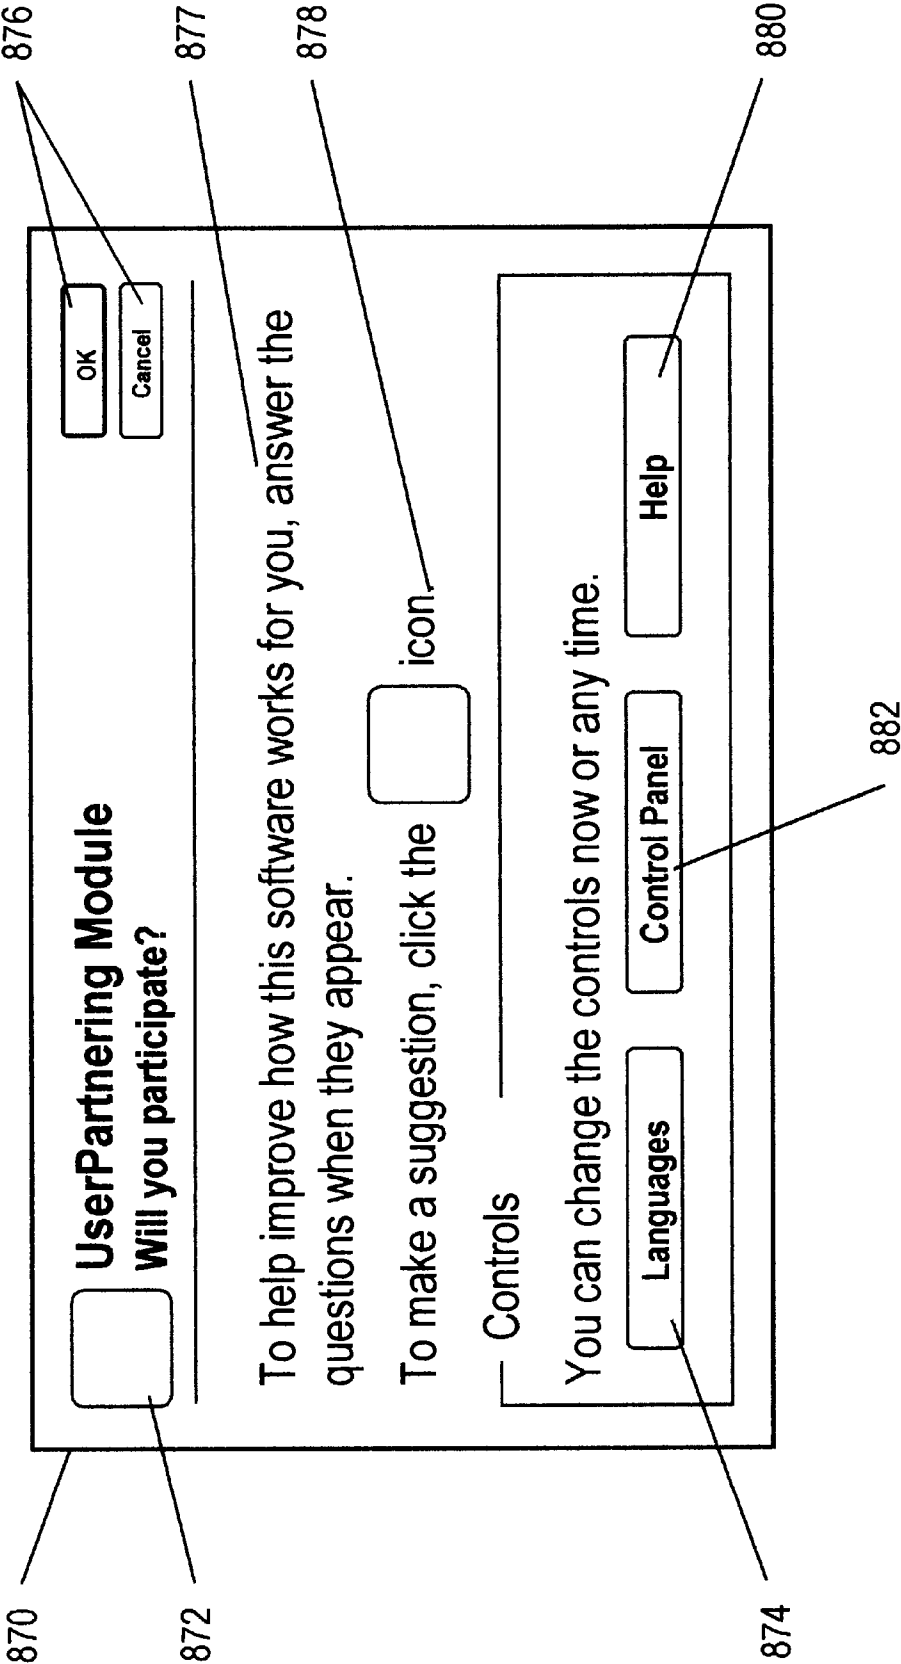 876
877
878
880
OK
Cancel
UserPartnering Module
Will you participate?
To help improve how this software works for you, answer the
questions when they appear.
To make a suggestion, click the icon.
Controls
You can change the controls now or any time.
Languages Control Panel Help
882
870
872
874